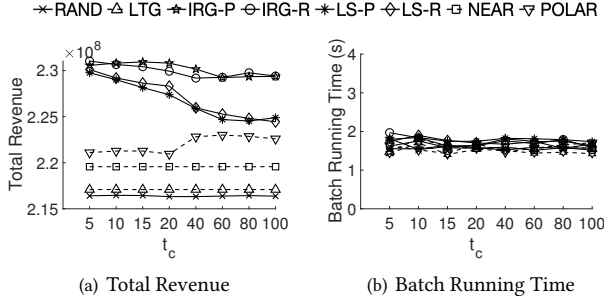 RAND LTG IRG-P IRG-R LS-P LS-R NEAR POLAR
×10⁸
2.3
2.25
2.2
2.15
Total Revenue
5 10 15 20 40 60 80 100
t_c
(a) Total Revenue
4
3
2
1
0
Batch Running Time (s)
5 10 15 20 40 60 80 100
t_c
(b) Batch Running Time